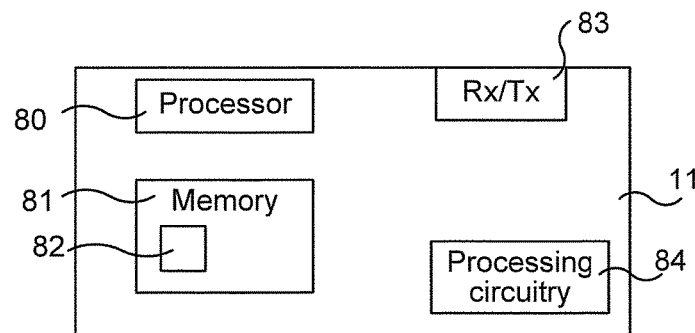 83
Processor
Rx/Tx
80
81
Memory
11
82
Processing
circuitry
84